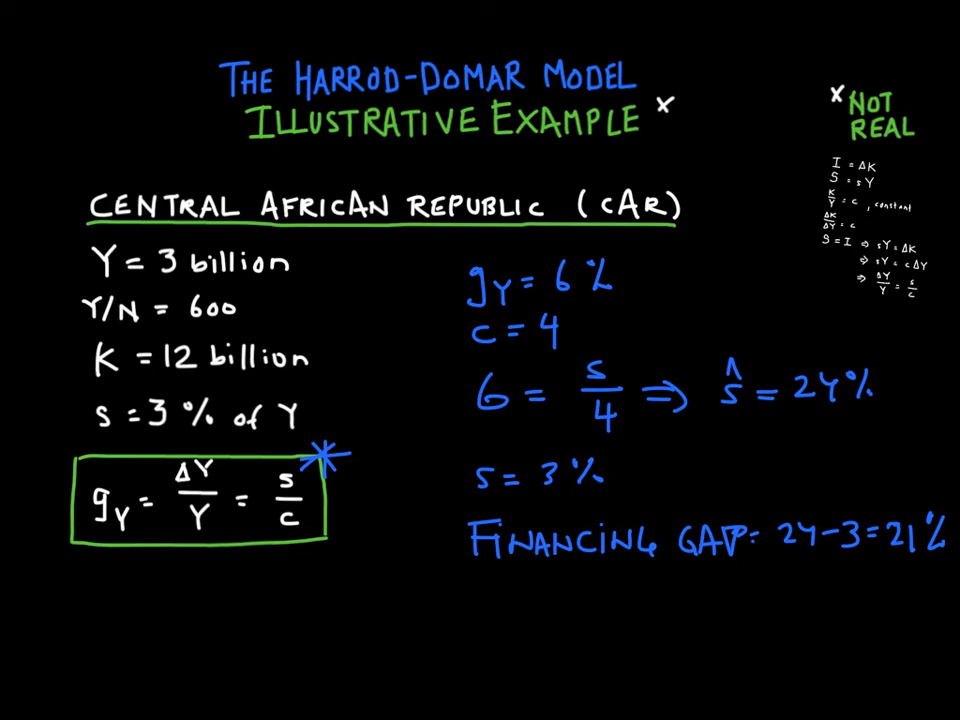 THE HARROD-DOMAR MODEL
ILLUSTRATIVE EXAMPLE x
x NOT
REAL
I = ΔK
S = sY
K/Y = c, constant
ΔK/ΔY = c
S = I ⇒ sY = ΔK
⇒ sY = cΔY
⇒ ΔY/Y = s/c
CENTRAL AFRICAN REPUBLIC (CAR)
Y = 3 billion
Y/N = 600
K = 12 billion
s = 3 % of Y
gY = ΔY/Y = s/c
gY = 6 %
c = 4
6 = s/4 ⇒ ŝ = 24%
s = 3 %
FINANCING GAP = 24-3=21%